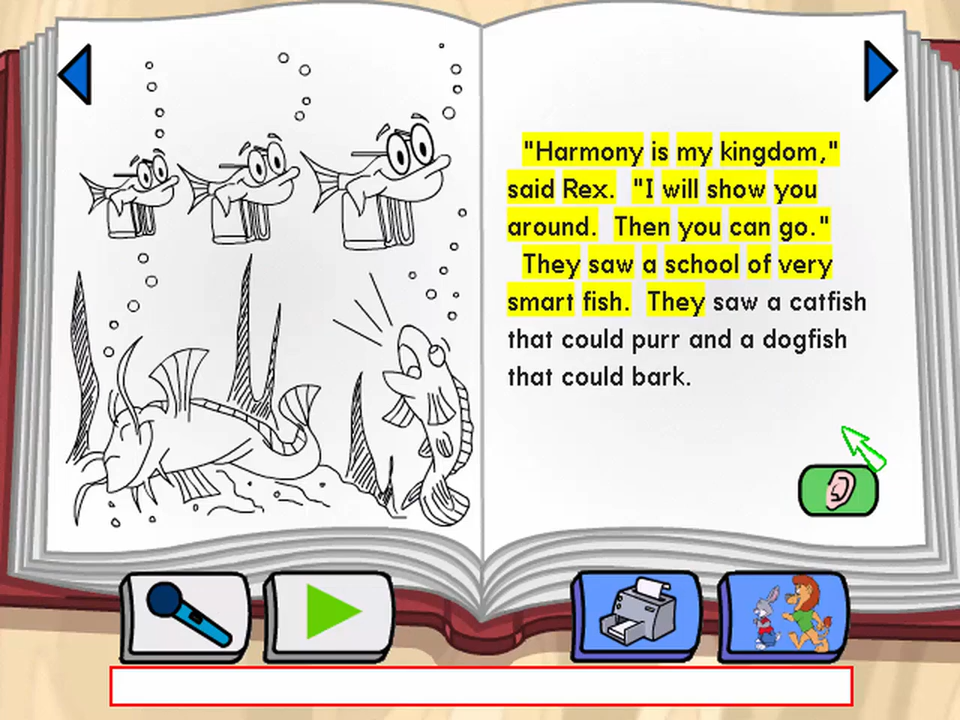 "Harmony is my kingdom,"
said Rex. "I will show you
around. Then you can go."
They saw a school of very
smart fish. They saw a catfish
that could purr and a dogfish
that could bark.